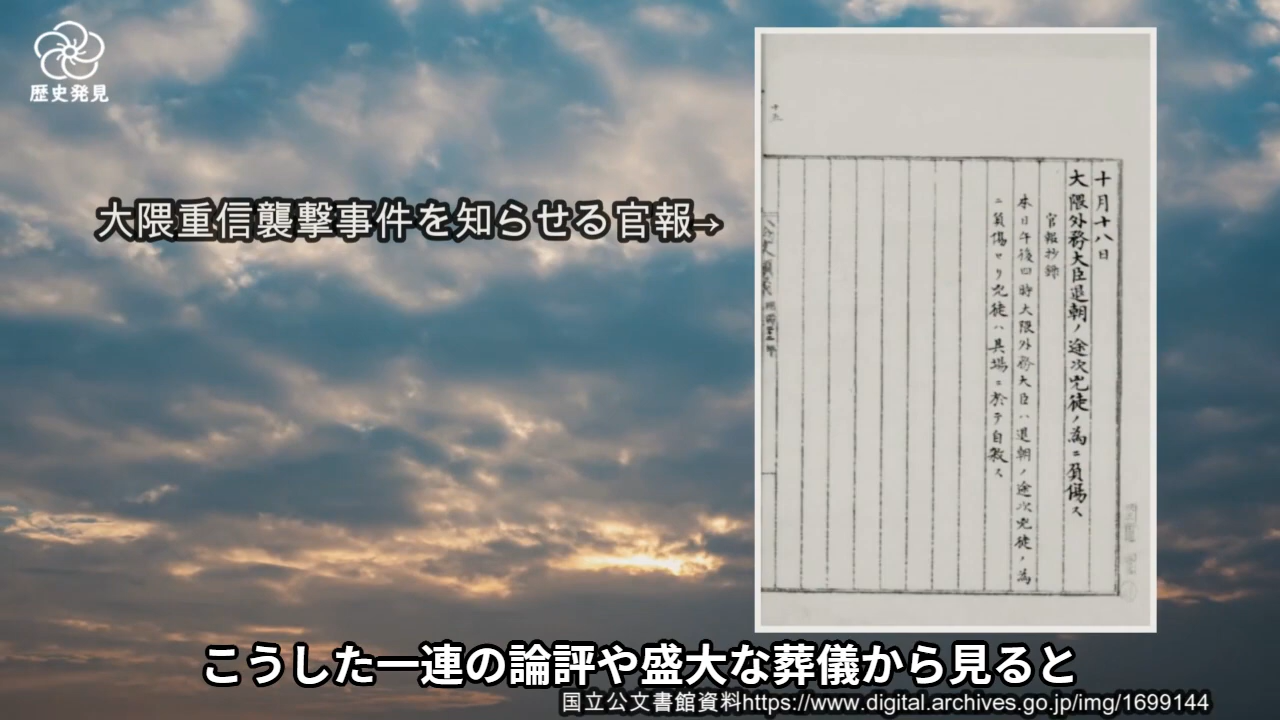 歴史発見
大隈重信襲撃事件を知らせる官報→
十月十八日
大隈外務大臣退朝ノ途次兇徒ノ為ニ負傷ス
官報抄録
本日午後四時大隈外務大臣ハ退朝ノ途次兇徒ノ為
ニ負傷セリ兇徒ハ其場ニ於テ自殺ス
十五
こうした一連の論評や盛大な葬儀から見ると
国立公文書館資料https://www.digital.archives.go.jp/img/1699144